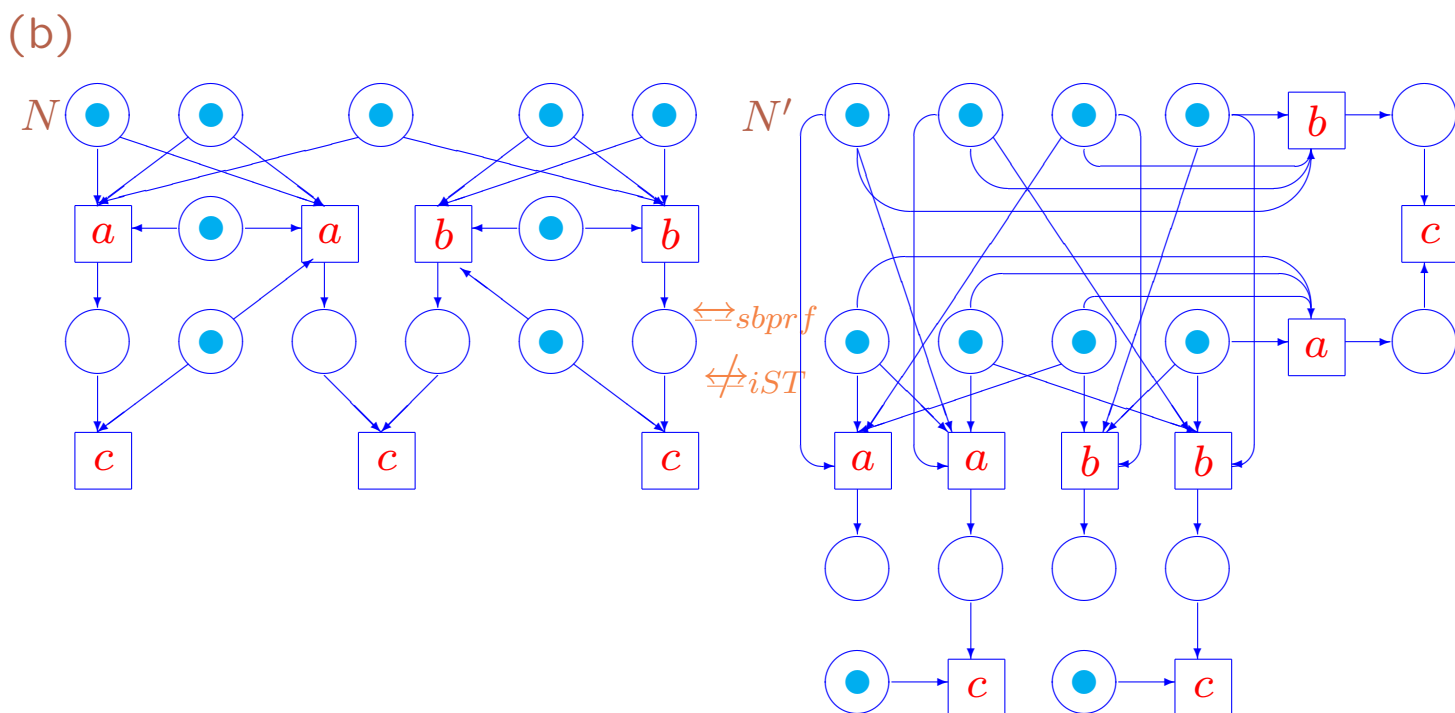 (b)
N N′
b
a a b b c
⟷sbprf
a
⟷̸iST
c c c a a b b
c c